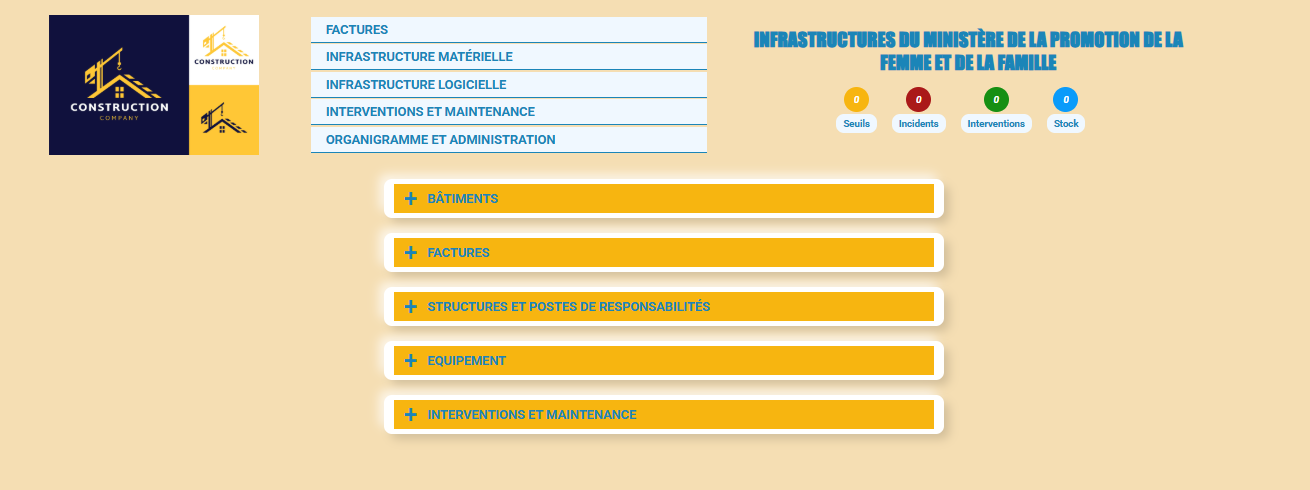 CONSTRUCTION
COMPANY
CONSTRUCTION
COMPANY
FACTURES
INFRASTRUCTURE MATÉRIELLE
INFRASTRUCTURE LOGICIELLE
INTERVENTIONS ET MAINTENANCE
ORGANIGRAMME ET ADMINISTRATION
INFRASTRUCTURES DU MINISTÈRE DE LA PROMOTION DE LA
FEMME ET DE LA FAMILLE
0 0 0 0
Seuils Incidents Interventions Stock
+ BÂTIMENTS
+ FACTURES
+ STRUCTURES ET POSTES DE RESPONSABILITÉS
+ EQUIPEMENT
+ INTERVENTIONS ET MAINTENANCE